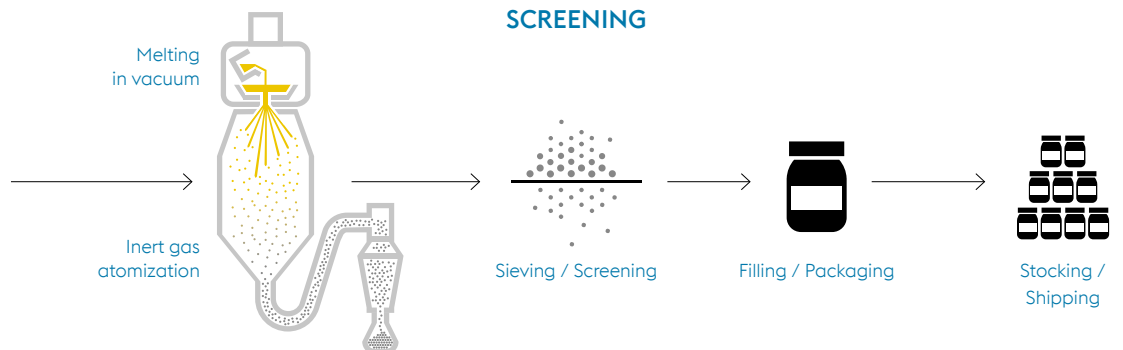 SCREENING
Melting
in vacuum
Inert gas
atomization
Sieving / Screening
Filling / Packaging
Stocking /
Shipping